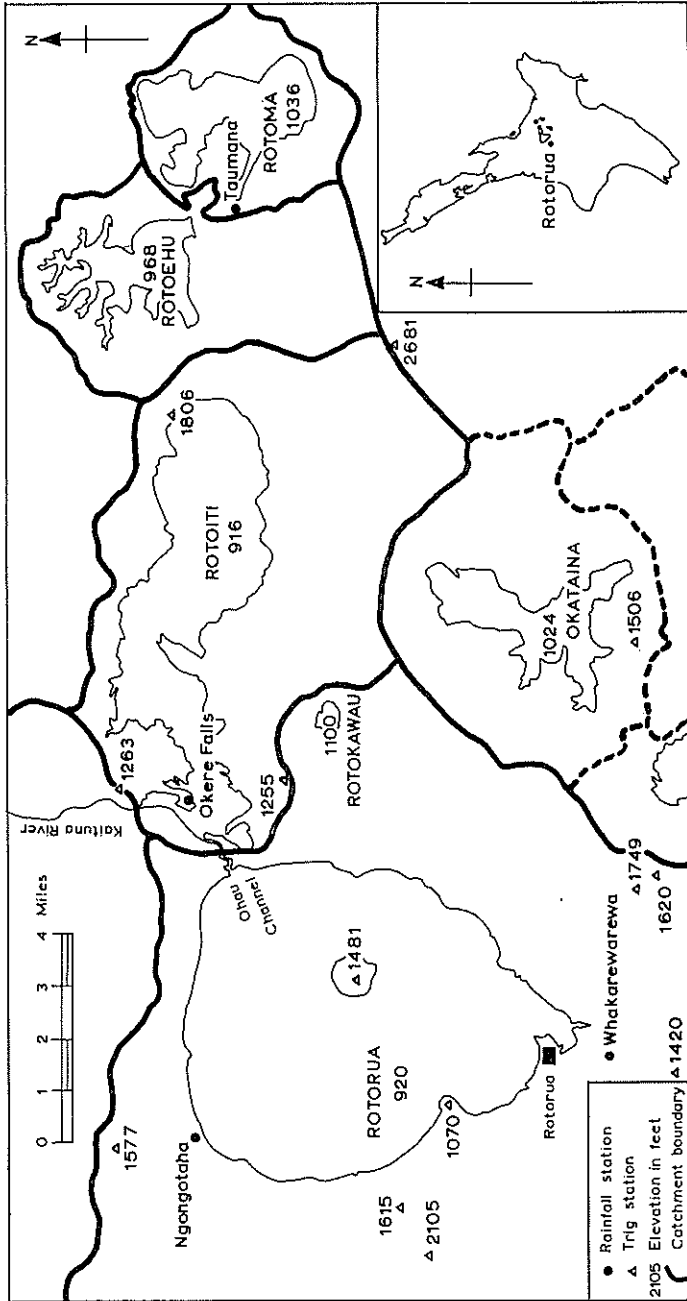 N
0 1 2 3 4
Miles
1577
Ngongotaha
Kaituna River
1263
Okere Falls
Ohau
Channel
1255
ROTOITI
916
1806
968
ROTOEHU
Taumana
ROTOMA
1036
1481
ROTORUA
920
1070
1615
2105
Rotorua
1100
ROTOKAWAU
2681
1024
OKATAINA
1506
Whakarewarewa
1749
1620
1420
Rainfall station
Trig station
2105 Elevation in feet
Catchment boundary
N
Rotorua